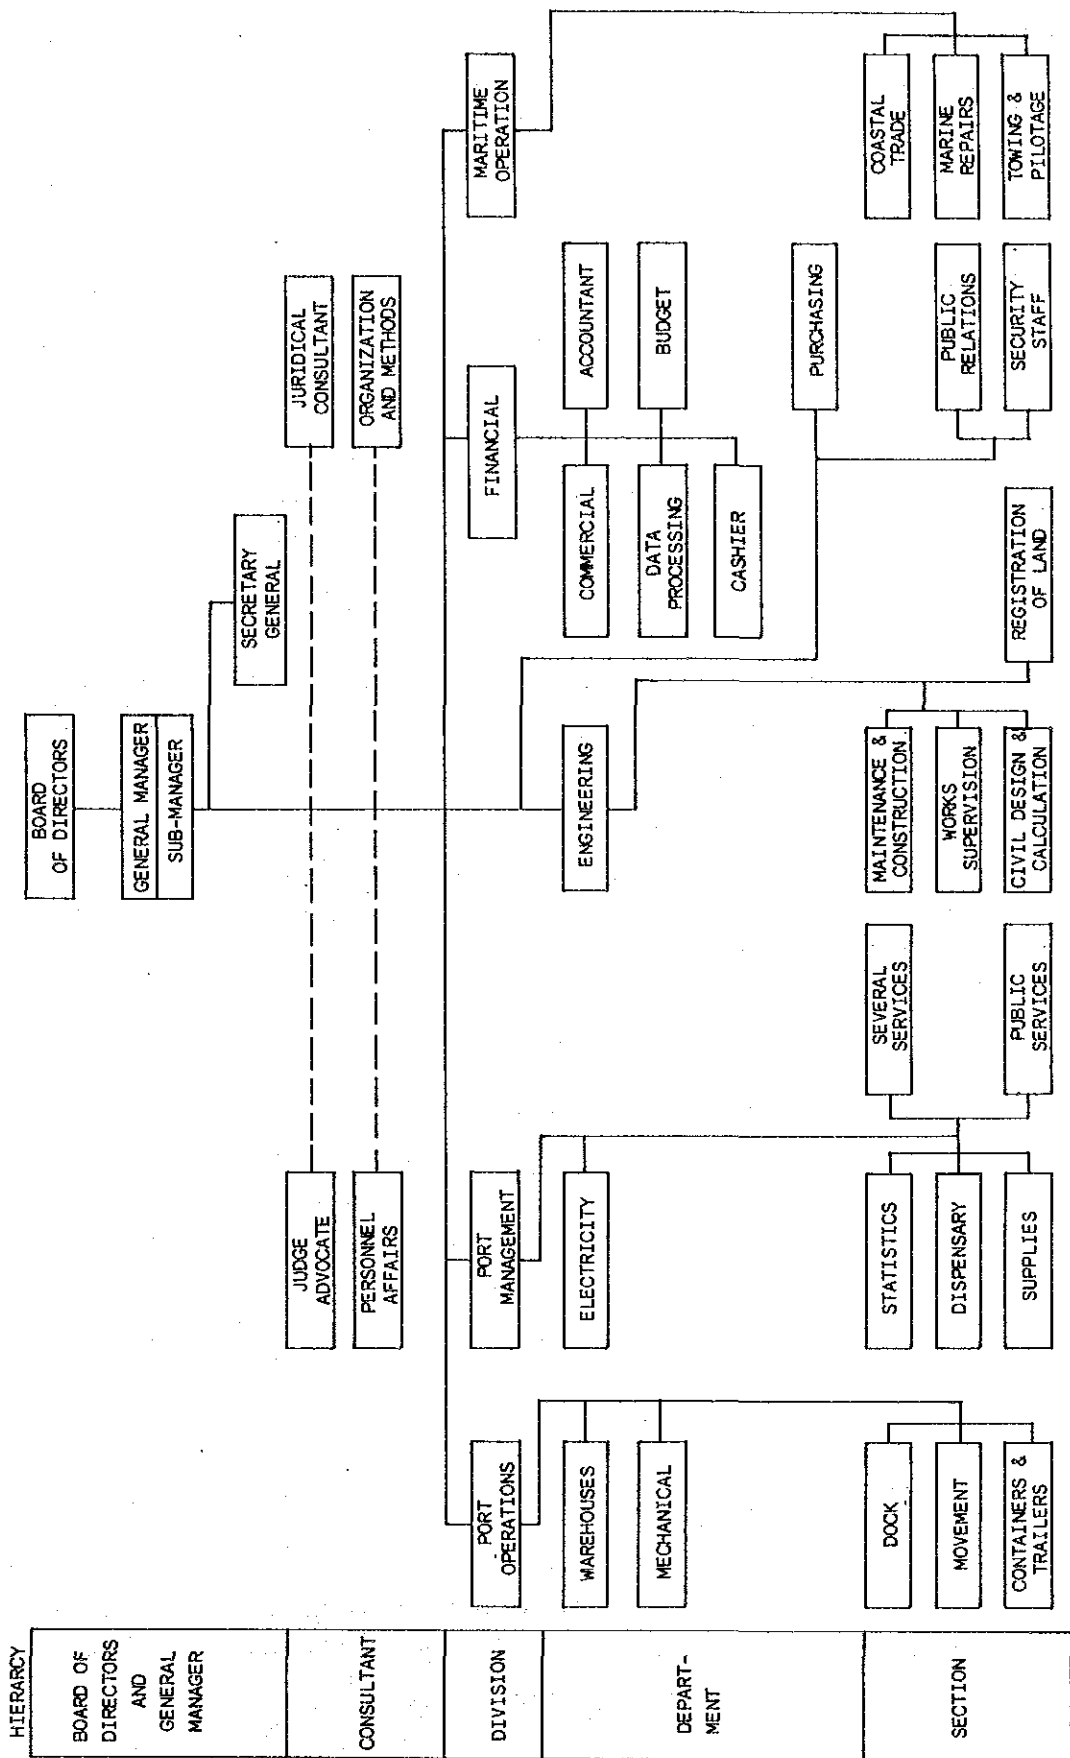 HIERARCY
BOARD OF
DIRECTORS
AND
GENERAL
MANAGER
CONSULTANT
DIVISION
DEPART-
MENT
SECTION
BOARD
OF DIRECTORS
GENERAL MANAGER
SUB-MANAGER
SECRETARY
GENERAL
JUDGE
ADVOCATE
JURIDICAL
CONSULTANT
PERSONNEL
AFFAIRS
ORGANIZATION
AND METHODS
PORT
OPERATIONS
PORT
MANAGEMENT
FINANCIAL
MARITIME
OPERATION
WAREHOUSES
ELECTRICITY
ENGINEERING
COMMERCIAL
ACCOUNTANT
MECHANICAL
DATA
PROCESSING
BUDGET
CASHIER
PURCHASING
DOCK
STATISTICS
SEVERAL
SERVICES
MAINTENANCE &
CONSTRUCTION
COASTAL
TRADE
MOVEMENT
DISPENSARY
WORKS
SUPERVISION
PUBLIC
RELATIONS
MARINE
REPAIRS
CONTAINERS &
TRAILERS
SUPPLIES
PUBLIC
SERVICES
CIVIL DESIGN &
CALCULATION
REGISTRATION
OF LAND
SECURITY
STAFF
TOWING &
PILOTAGE